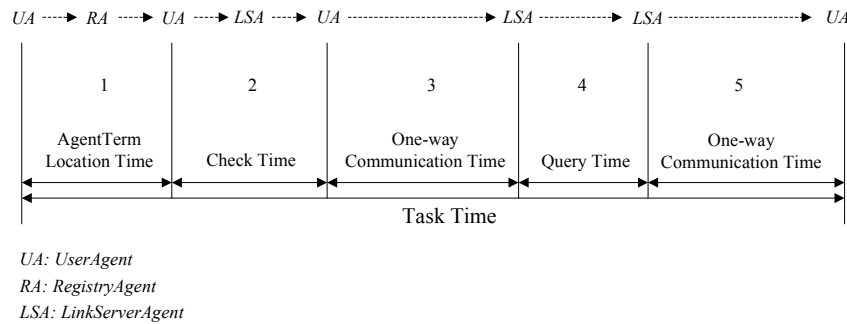 UA RA UA LSA UA LSA LSA UA
1 2 3 4 5
AgentTerm
Location Time
Check Time
One-way
Communication Time
Query Time
One-way
Communication Time
Task Time
UA: UserAgent
RA: RegistryAgent
LSA: LinkServerAgent